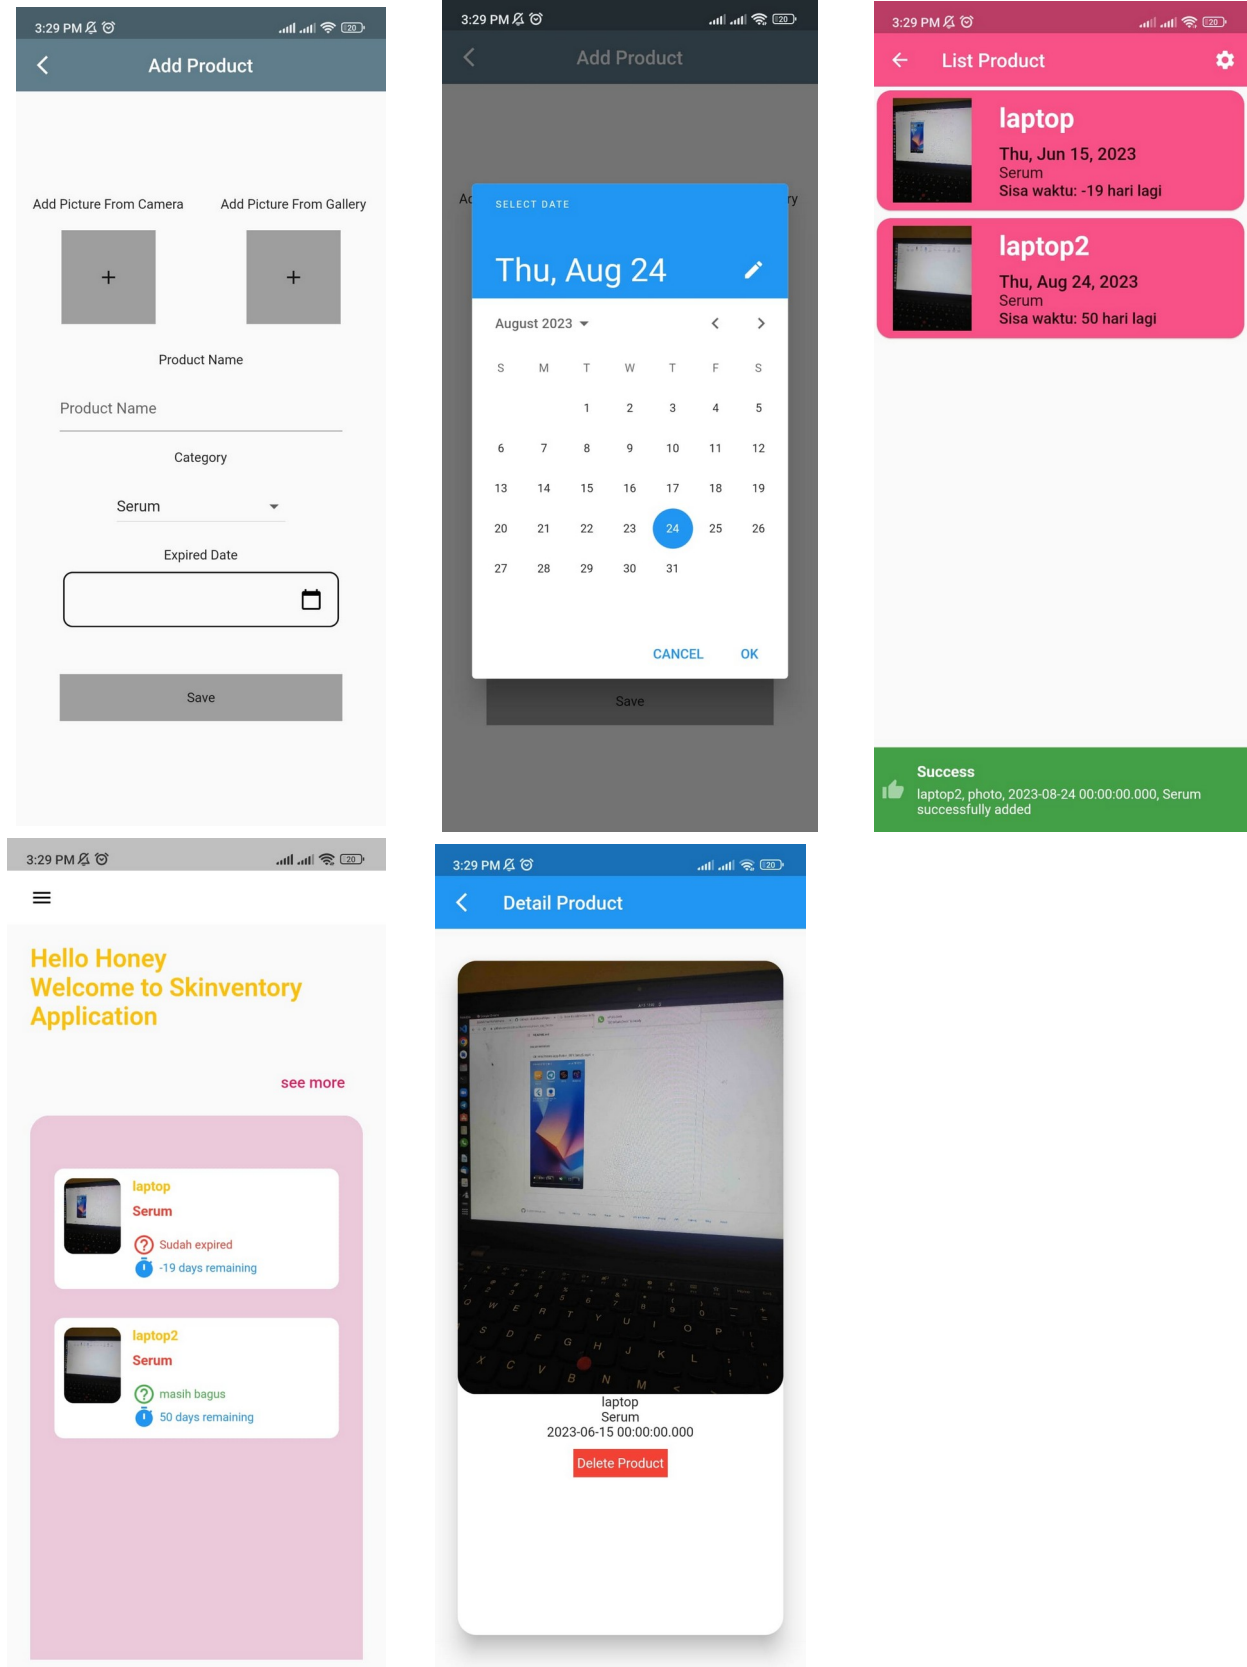 3:29 PM
20
Add Product
Add Picture From Camera
Add Picture From Gallery
+
+
Product Name
Product Name
Category
Serum
Expired Date
Save
3:29 PM
20
Add Product
SELECT DATE
Thu, Aug 24
August 2023
S M T W T F S
1 2 3 4 5
6 7 8 9 10 11 12
13 14 15 16 17 18 19
20 21 22 23 24 25 26
27 28 29 30 31
CANCEL OK
Save
3:29 PM
20
List Product
laptop
Thu, Jun 15, 2023
Serum
Sisa waktu: -19 hari lagi
laptop2
Thu, Aug 24, 2023
Serum
Sisa waktu: 50 hari lagi
Success
laptop2, photo, 2023-08-24 00:00:00.000, Serum
successfully added
3:29 PM
20
Hello Honey
Welcome to Skinventory
Application
see more
laptop
Serum
Sudah expired
-19 days remaining
laptop2
Serum
masih bagus
50 days remaining
3:29 PM
20
Detail Product
laptop
Serum
2023-06-15 00:00:00.000
Delete Product